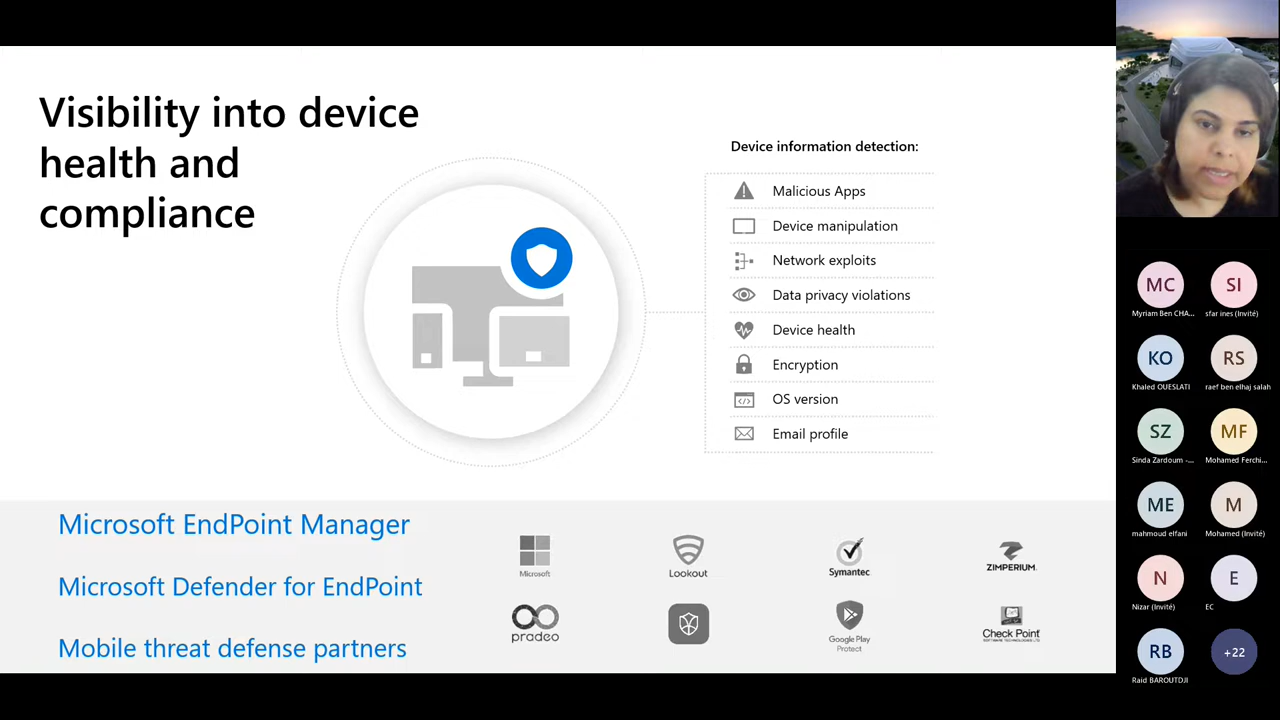 Visibility into device
health and
compliance
Device information detection:
Malicious Apps
Device manipulation
Network exploits
Data privacy violations
Device health
Encryption
OS version
Email profile
Microsoft EndPoint Manager
Microsoft Defender for EndPoint
Mobile threat defense partners
Microsoft
Lookout
Symantec
ZIMPERIUM
pradeo
Google Play
Protect
Check Point
SOFTWARE TECHNOLOGIES LTD
MC
Myriam Ben CHA...
SI
sfar ines (Invité)
KO
Khaled OUESLATI
RS
raef ben elhaj salah
SZ
Sinda Zardoum -...
MF
Mohamed Ferchi...
ME
mahmoud elfani
M
Mohamed (Invité)
N
Nizar (Invité)
E
EC
RB
Raid BAROUTDJI
+22